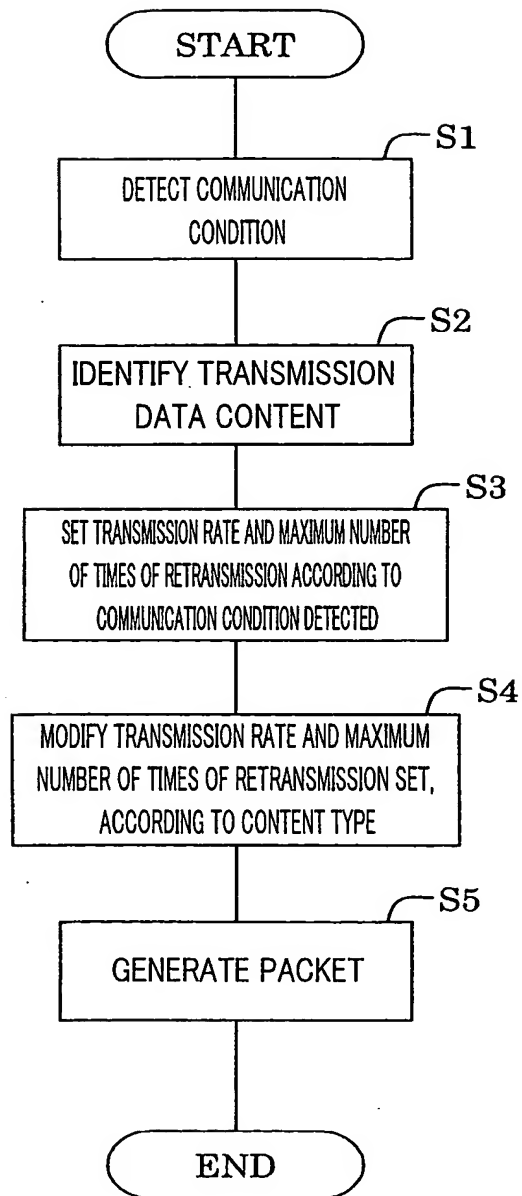 START
S1
DETECT COMMUNICATION
CONDITION
S2
IDENTIFY TRANSMISSION
DATA CONTENT
S3
SET TRANSMISSION RATE AND MAXIMUM NUMBER
OF TIMES OF RETRANSMISSION ACCORDING TO
COMMUNICATION CONDITION DETECTED
S4
MODIFY TRANSMISSION RATE AND MAXIMUM
NUMBER OF TIMES OF RETRANSMISSION SET,
ACCORDING TO CONTENT TYPE
S5
GENERATE PACKET
END